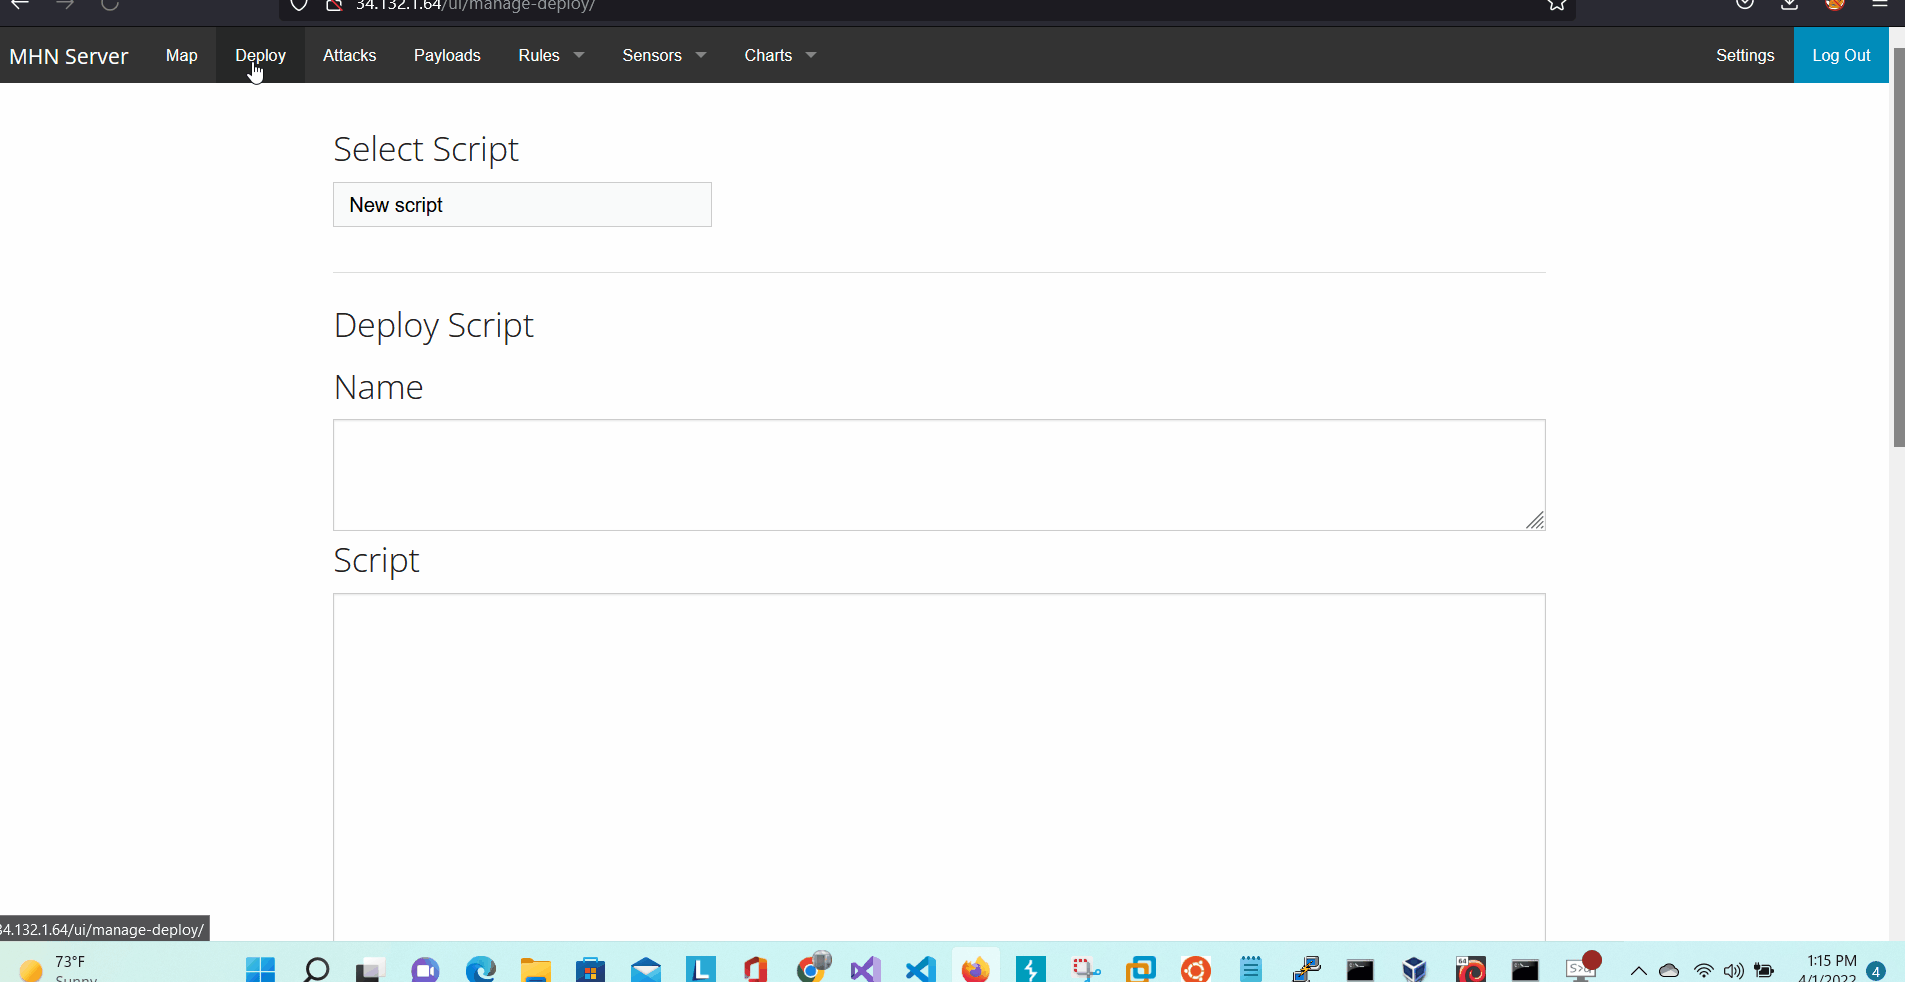 34.132.1.64/ui/manage-deploy/
MHN Server Map Deploy Attacks Payloads Rules Sensors Charts Settings Log Out
Select Script
New script
Deploy Script
Name
Script
34.132.1.64/ui/manage-deploy/
73°F
Sunny
1:15 PM
4/1/2022
4
L
64